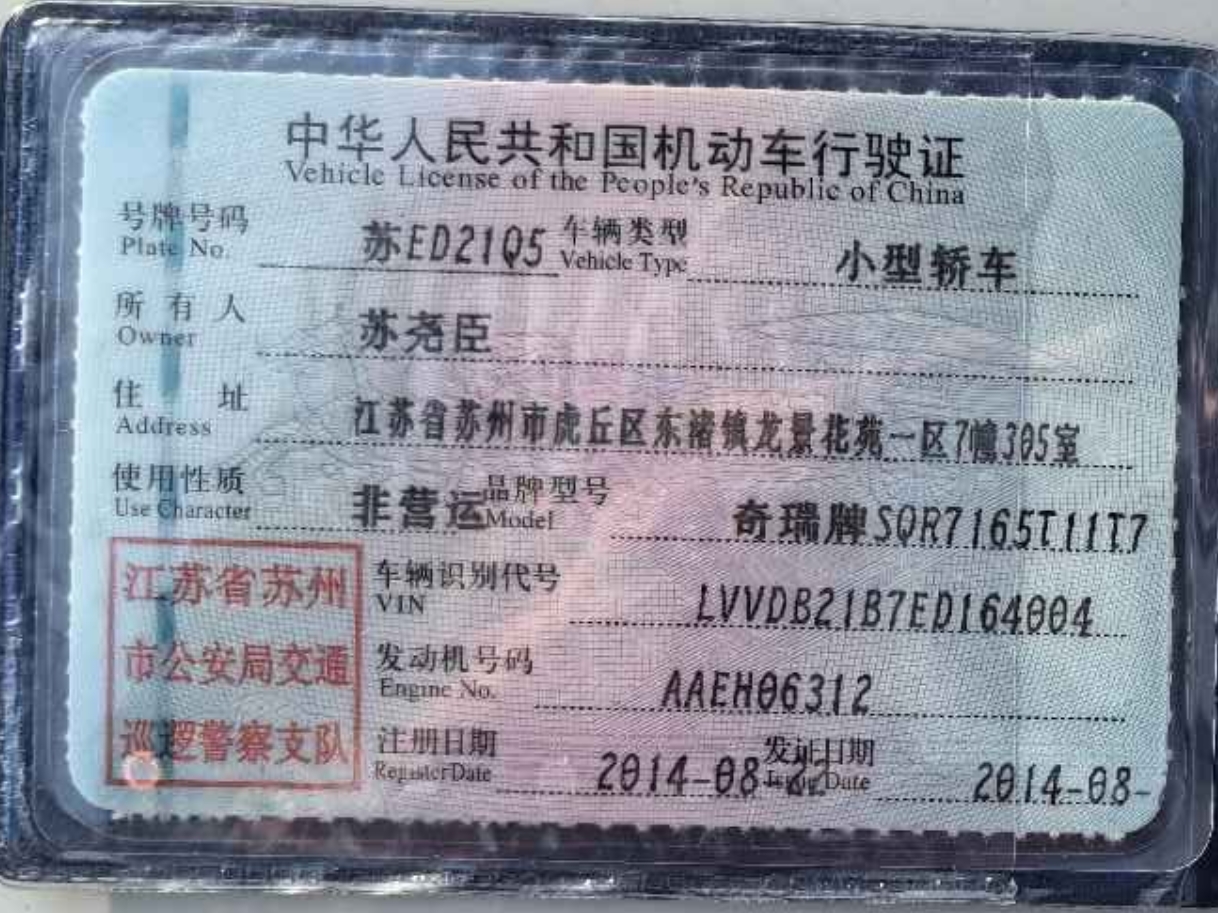 中华人民共和国机动车行驶证
Vehicle License of the People's Republic of China
号牌号码 苏ED21Q5 车辆类型 小型轿车
Plate No. Vehicle Type
所有人 苏尧臣
Owner
住址 江苏省苏州市虎丘区东渚镇龙景花苑一区7幢305室
Address
使用性质 非营运 品牌型号 奇瑞牌SQR7165T11T7
Use Character Model
江苏省苏州
市公安局交通
巡逻警察支队
车辆识别代号 LVVDB21B7ED164004
VIN
发动机号码 AAEH06312
Engine No.
注册日期 2014-08- 发证日期 2014-08-
Register Date Issue Date